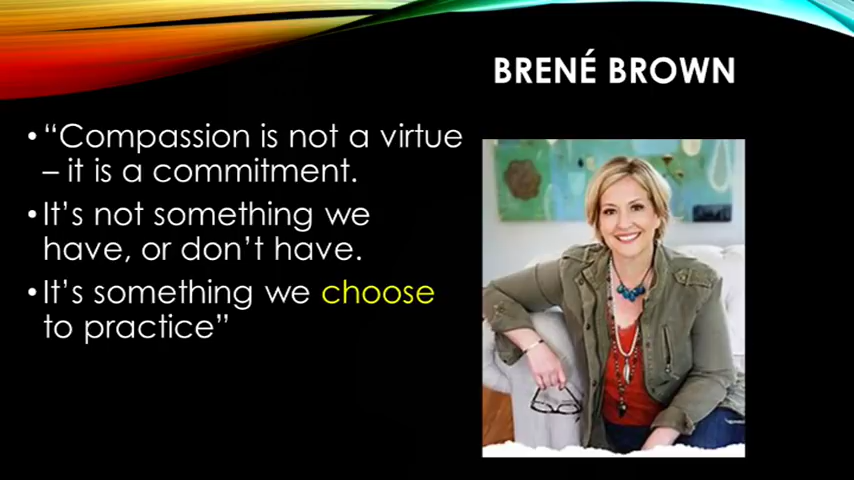 BRENÉ BROWN
• “Compassion is not a virtue
– it is a commitment.
• It’s not something we
have, or don’t have.
• It’s something we choose
to practice”